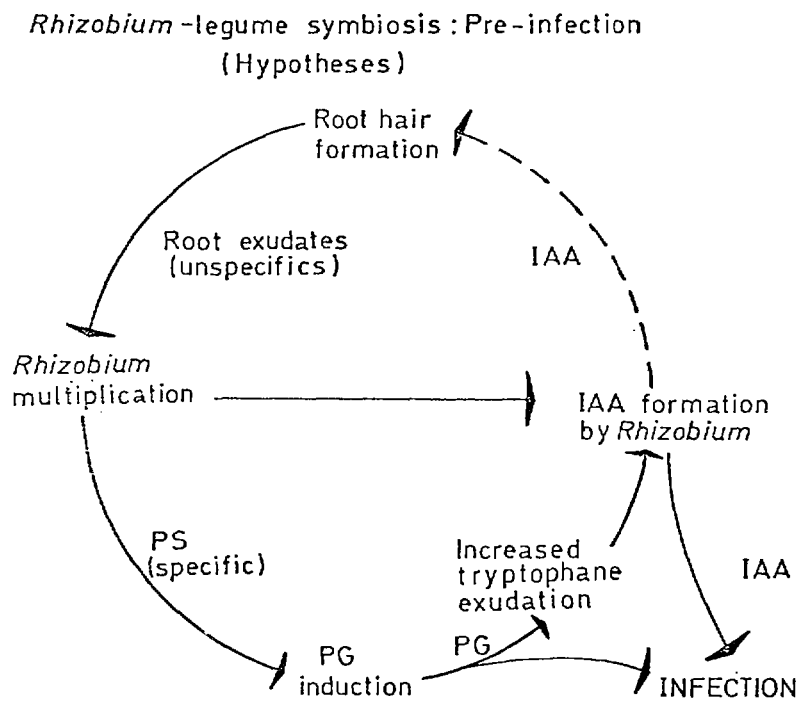 Rhizobium-legume symbiosis: Pre-infection
(Hypotheses)
Root hair
formation
Root exudates
(unspecifics)
IAA
Rhizobium
multiplication
IAA formation
by Rhizobium
PS
(specific)
Increased
tryptophane
exudation
IAA
PG
induction
PG
INFECTION